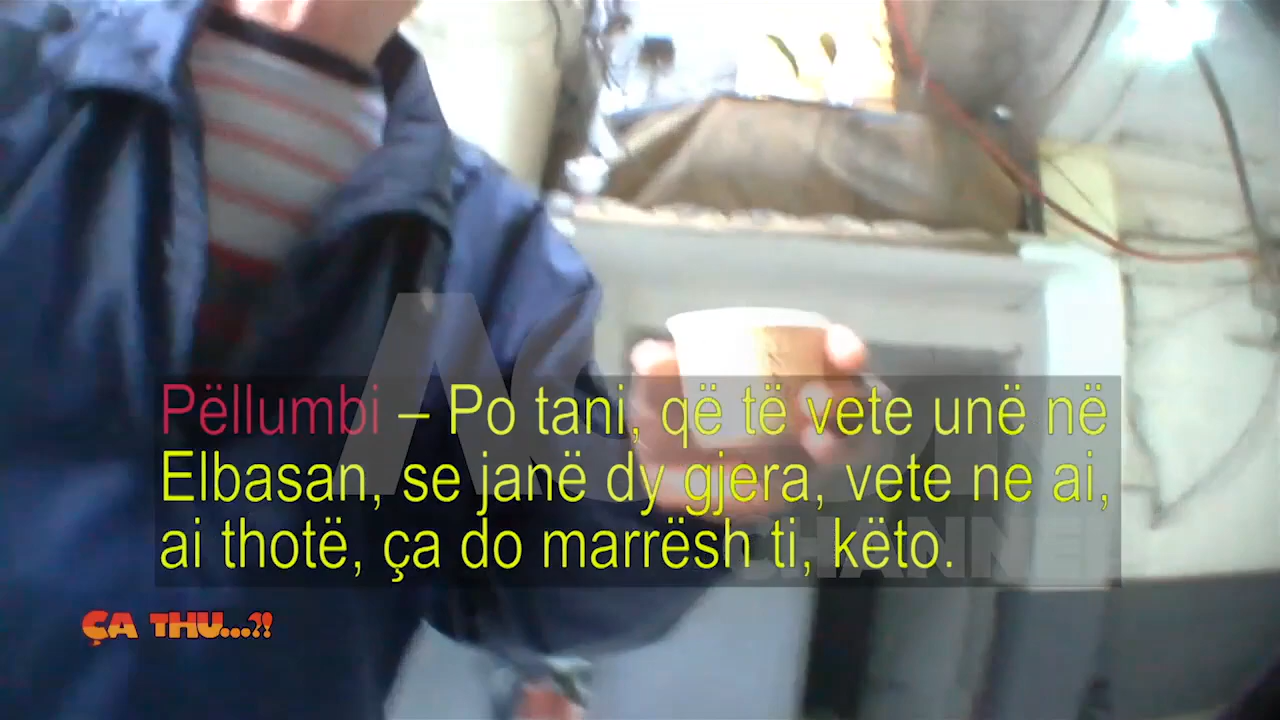 Pëllumbi – Po tani, që të vete unë në
Elbasan, se janë dy gjera, vete ne ai,
ai thotë, ça do marrësh ti, këto.
CHANNEL
ÇA THU...?!